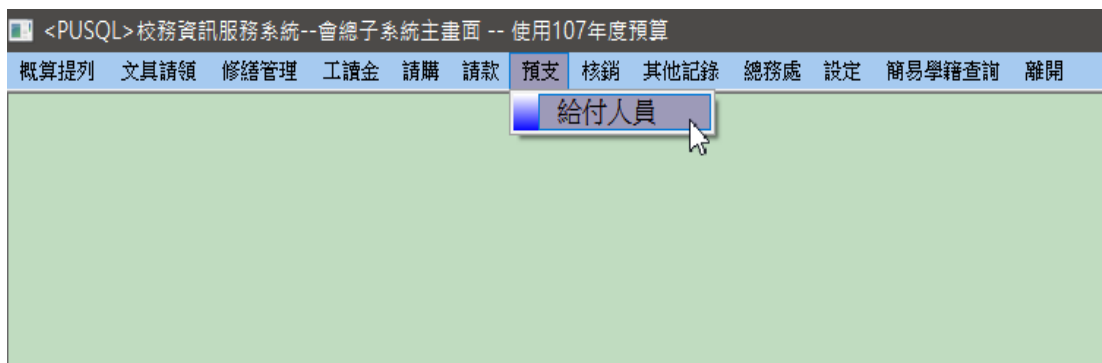 <PUSQL>校務資訊服務系統--會總子系統主畫面 -- 使用107年度預算
概算提列 文具請領 修繕管理 工讀金 請購 請款 預支 核銷 其他記錄 總務處 設定 簡易學籍查詢 離開
給付人員